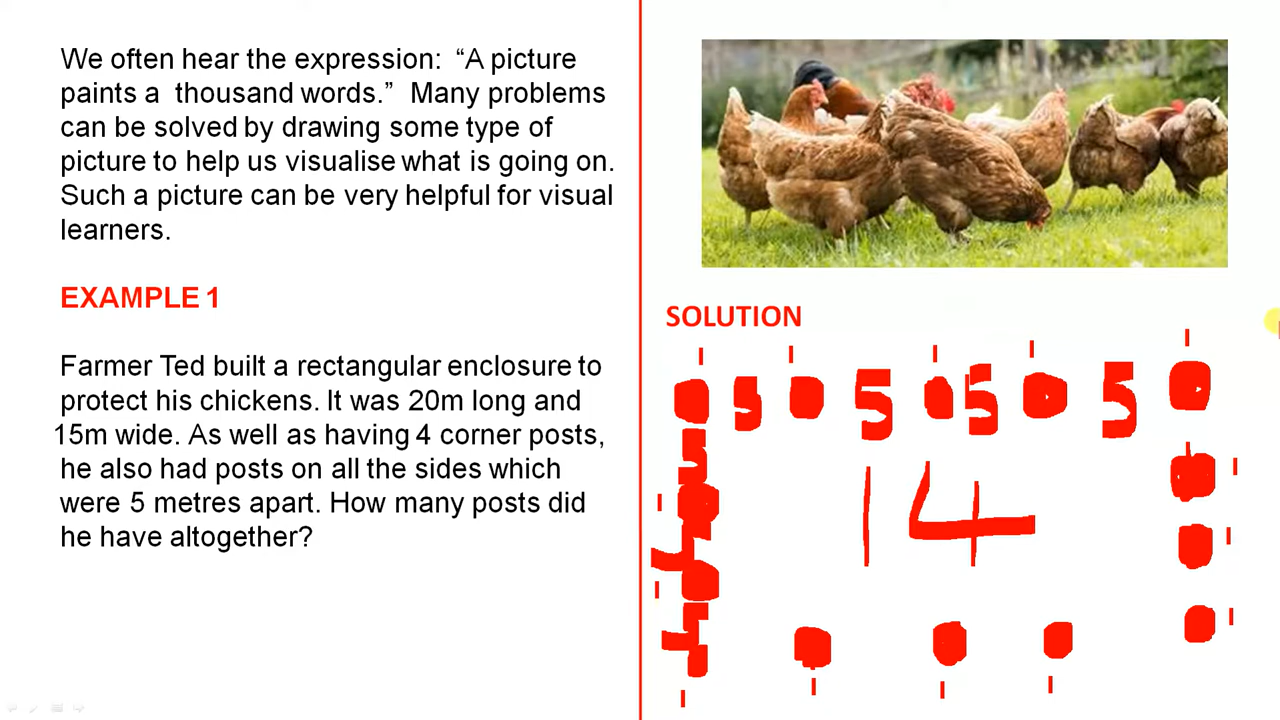 We often hear the expression: “A picture
paints a thousand words.” Many problems
can be solved by drawing some type of
picture to help us visualise what is going on.
Such a picture can be very helpful for visual
learners.
EXAMPLE 1
Farmer Ted built a rectangular enclosure to
protect his chickens. It was 20m long and
15m wide. As well as having 4 corner posts,
he also had posts on all the sides which
were 5 metres apart. How many posts did
he have altogether?
SOLUTION
5 5 5 5
5
14
5
5